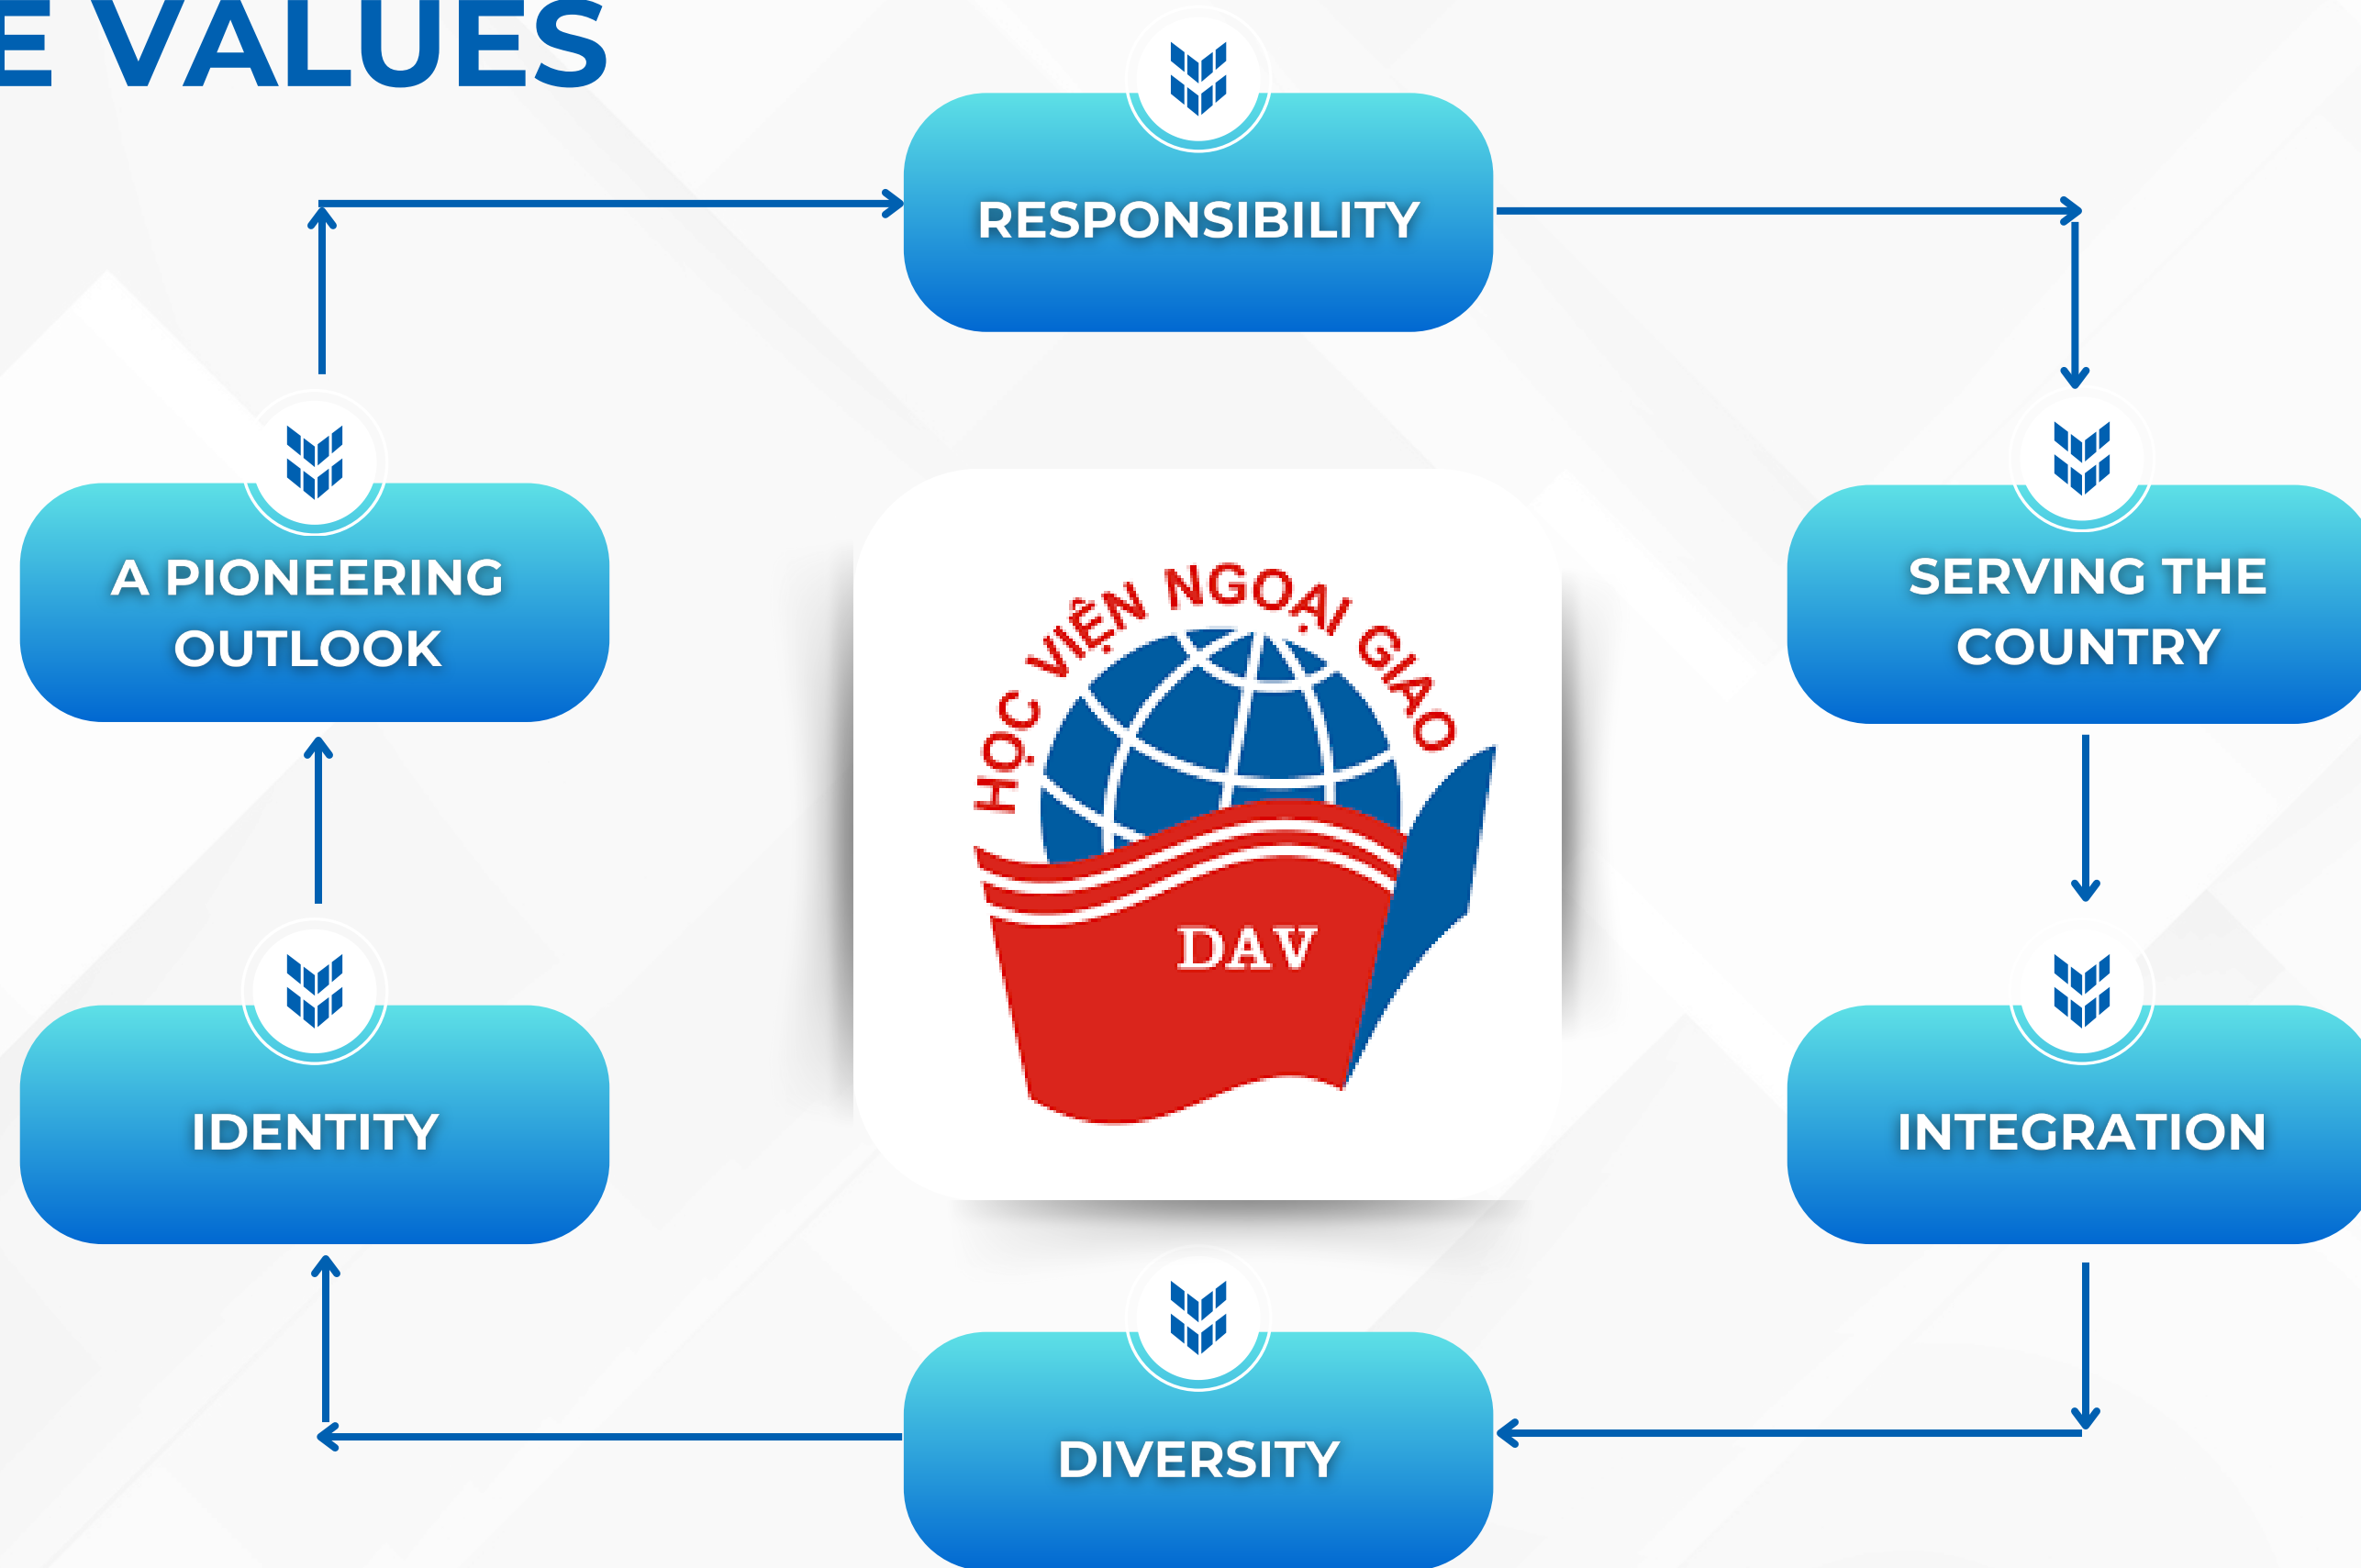 E VALUES
RESPONSIBILITY
A PIONEERING
OUTLOOK
SERVING THE
COUNTRY
HỌC VIỆN NGOẠI GIAO
DAV
IDENTITY
INTEGRATION
DIVERSITY